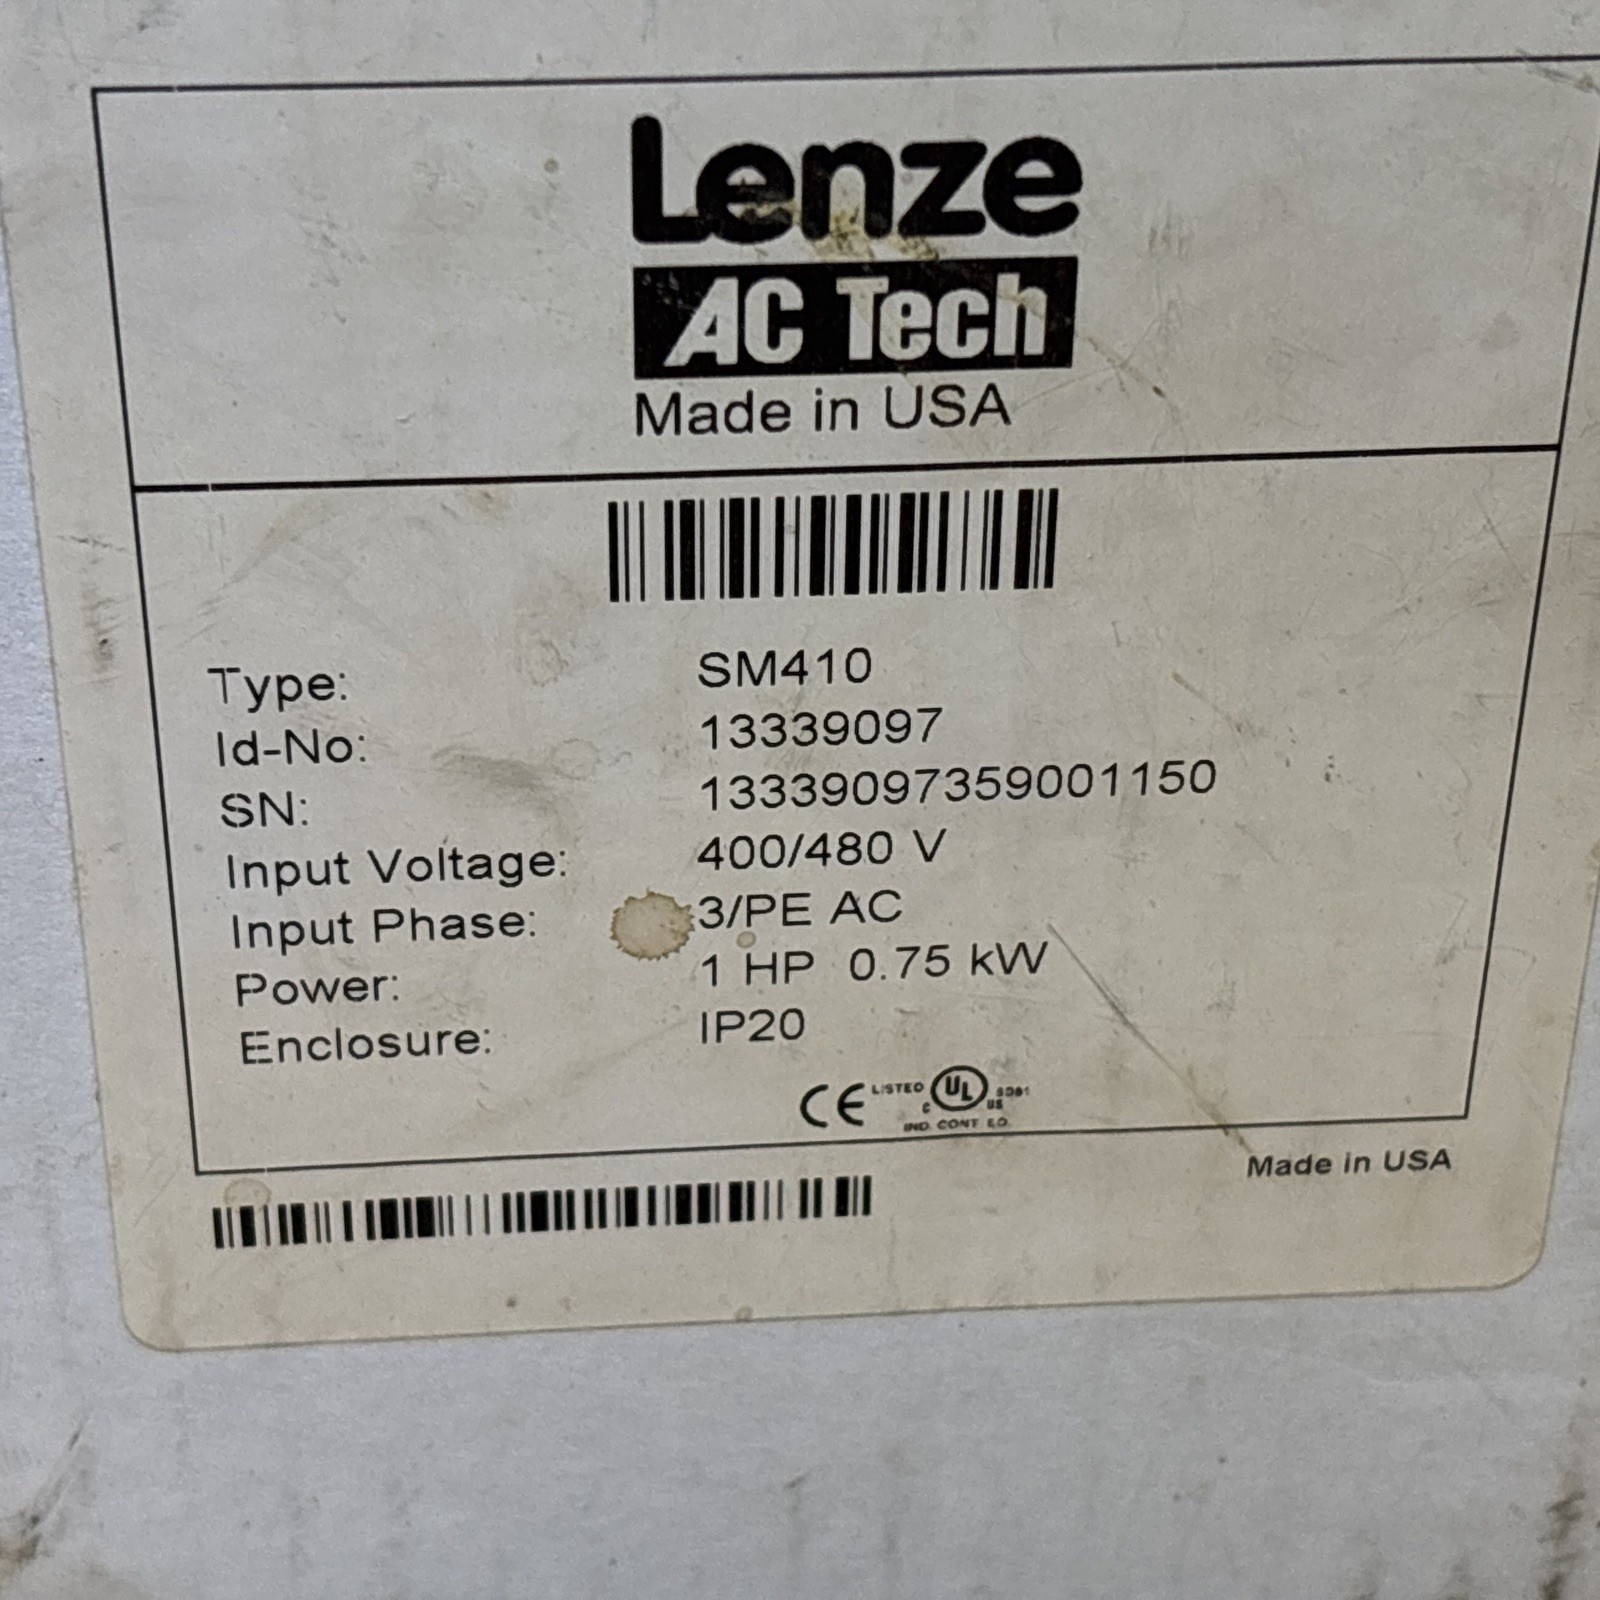 Lenze
AC Tech
Made in USA
Type: SM410
Id-No: 13339097
SN: 13339097359001150
Input Voltage: 400/480 V
Input Phase: 3/PE AC
Power: 1 HP 0.75 kW
Enclosure: IP20
CE LISTED C UL US
IND. CONT. EQ.
Made in USA